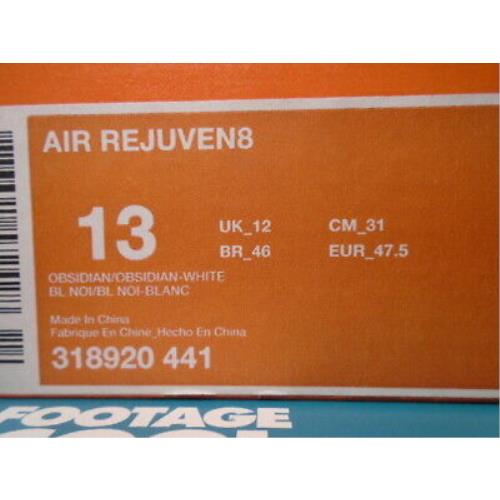 AIR REJUVEN8
13
UK_12 CM_31
BR_46 EUR_47.5
OBSIDIAN/OBSIDIAN-WHITE
BL NOI/BL NOI-BLANC
Made In China
Fabrique En Chine_Hecho En China
318920 441
FOOTAGE